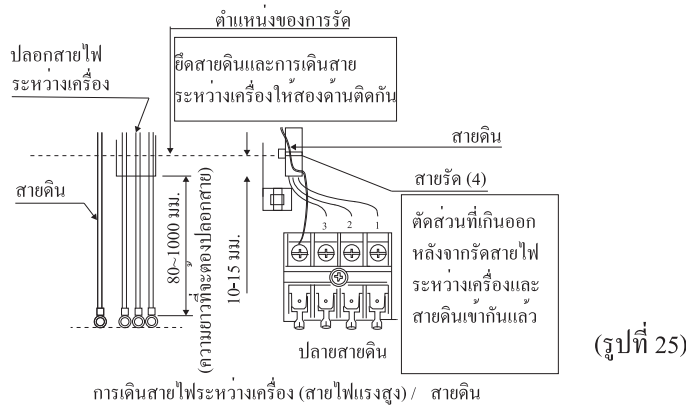 ตำแหน่งของการรัด
ปลอกสายไฟ
ระหว่างเครื่อง
ยึดสายดินและการเดินสาย
ระหว่างเครื่องให้สองด้านติดกัน
สายดิน
สายรัด (4)
สายดิน
80~1000 มม.
(ความยาวที่จะต้องปลอกสาย)
10-15 มม.
3 2 1
ตัดส่วนที่เกินออก
หลังจากรัดสายไฟ
ระหว่างเครื่องและ
สายดินเข้ากันแล้ว
ปลายสายดิน
(รูปที่ 25)
การเดินสายไฟระหว่างเครื่อง (สายไฟแรงสูง) / สายดิน